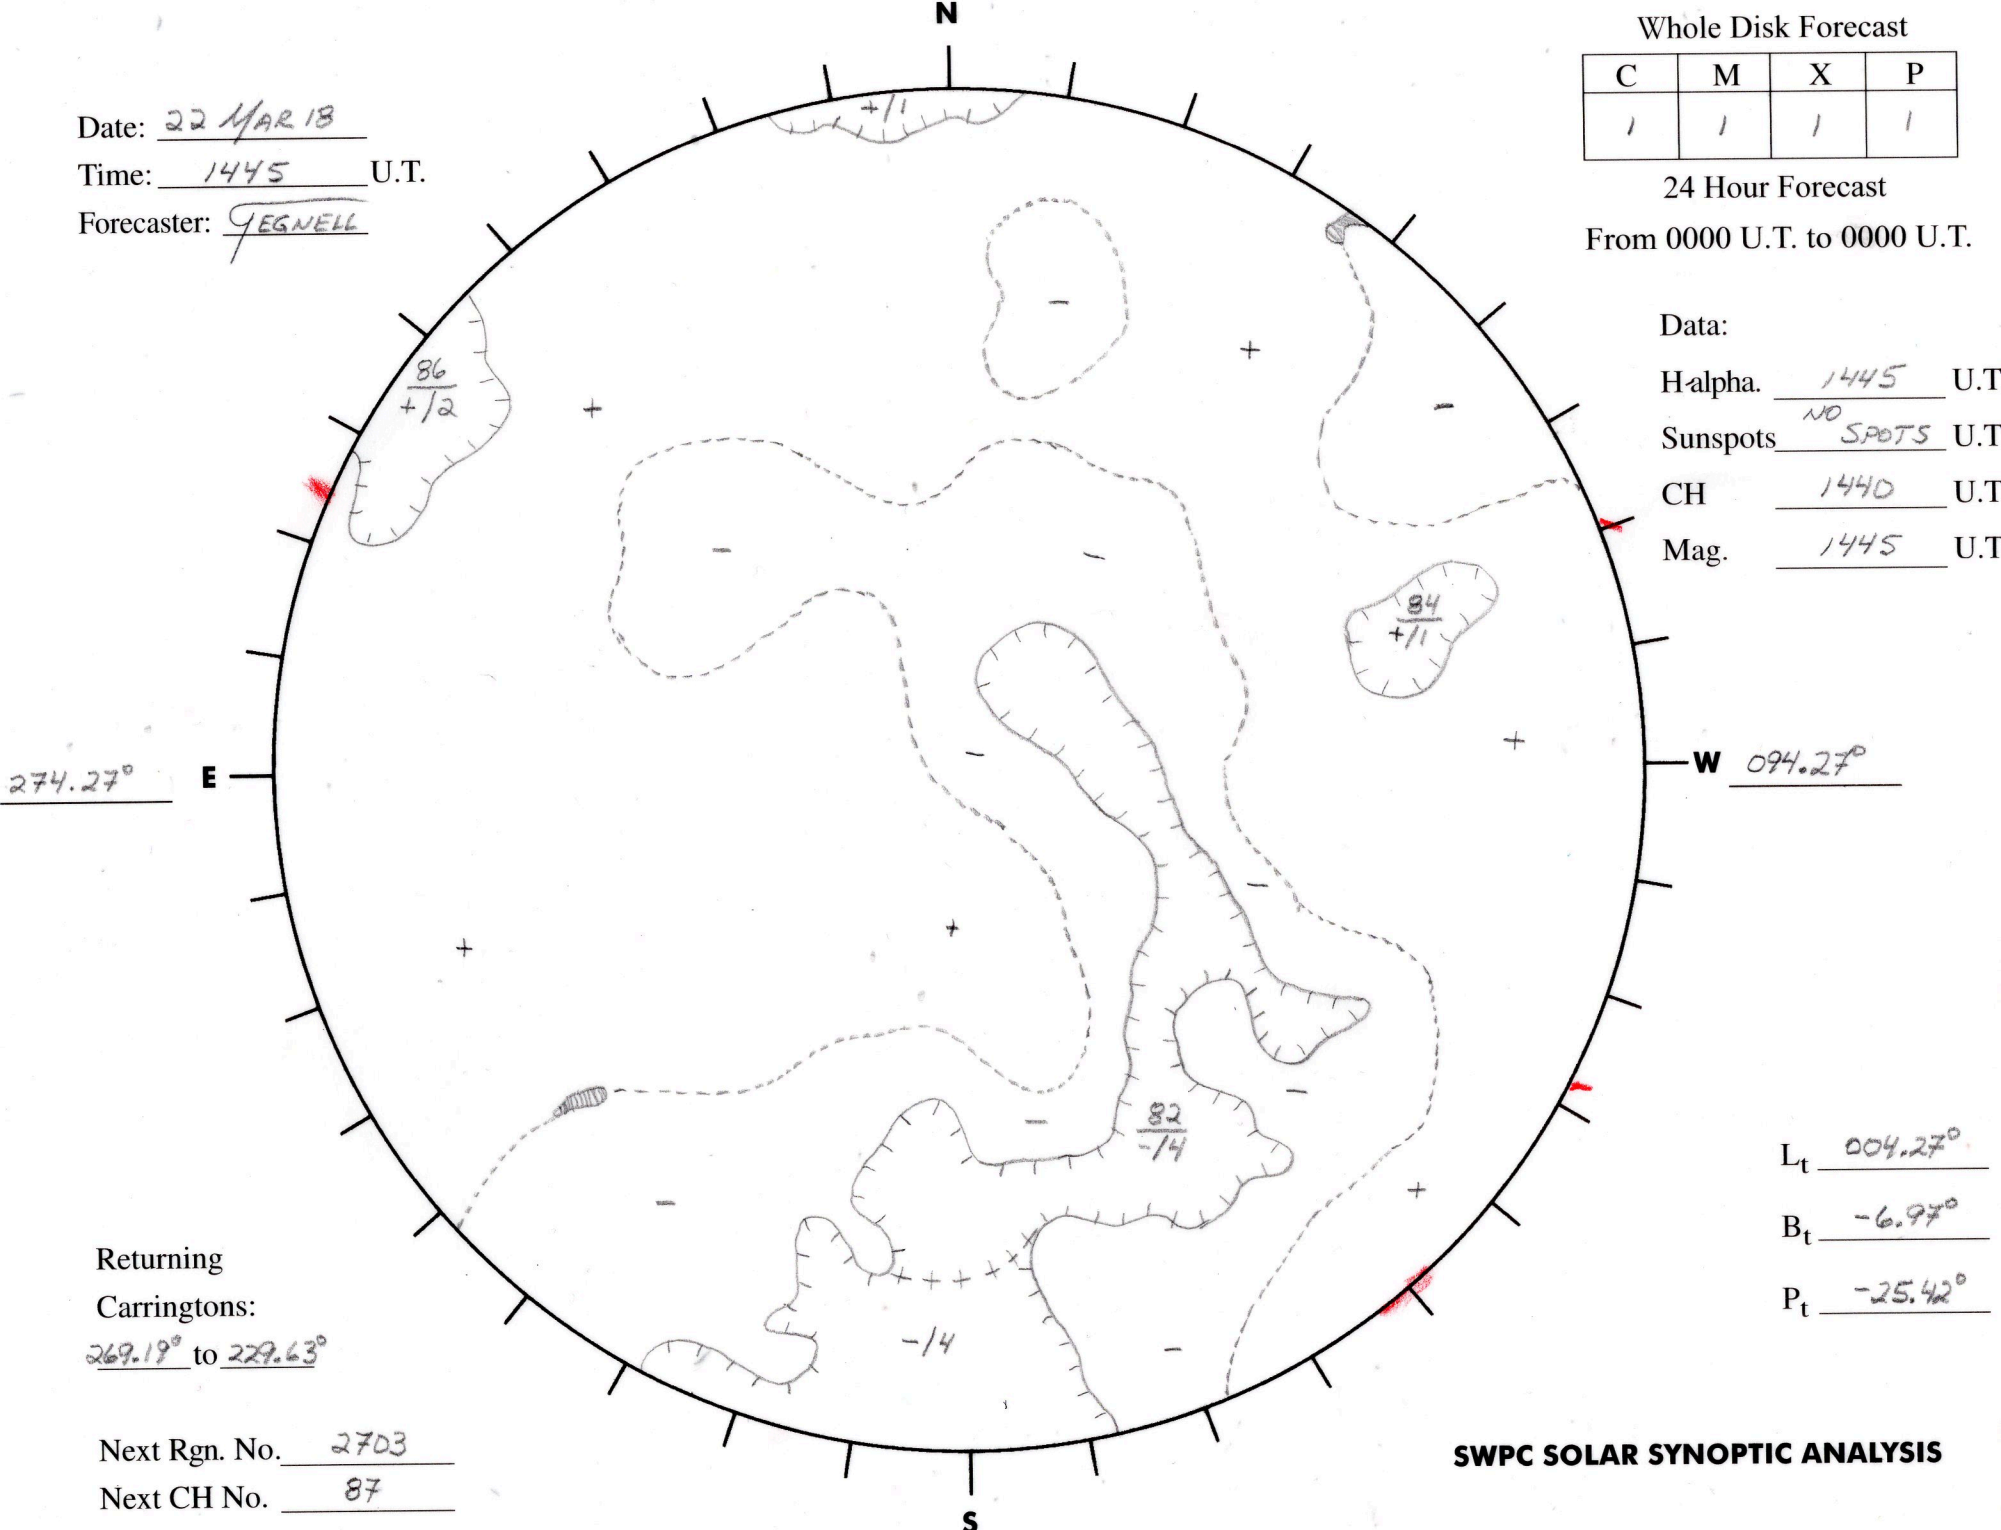 N
Whole Disk Forecast
C M X P
1 1 1 1
24 Hour Forecast
From 0000 U.T. to 0000 U.T.
Date: 22 MAR 18
Time: 1445 U.T.
Forecaster: TEGNELL
Data:
H-alpha. 1445 U.T
Sunspots NO SPOTS U.T
CH 1440 U.T
Mag. 1445 U.T
+/1
-
+
86
+/2
+
-
-
-
84
+/1
-
+
274.27° E
W 094.27°
-
+
+
-
-
82
-/4
-
+
-/4
-
Lt 004.27°
Bt -6.97°
Pt -25.42°
Returning
Carringtons:
269.19° to 229.63°
Next Rgn. No. 2703
Next CH No. 87
SWPC SOLAR SYNOPTIC ANALYSIS
S